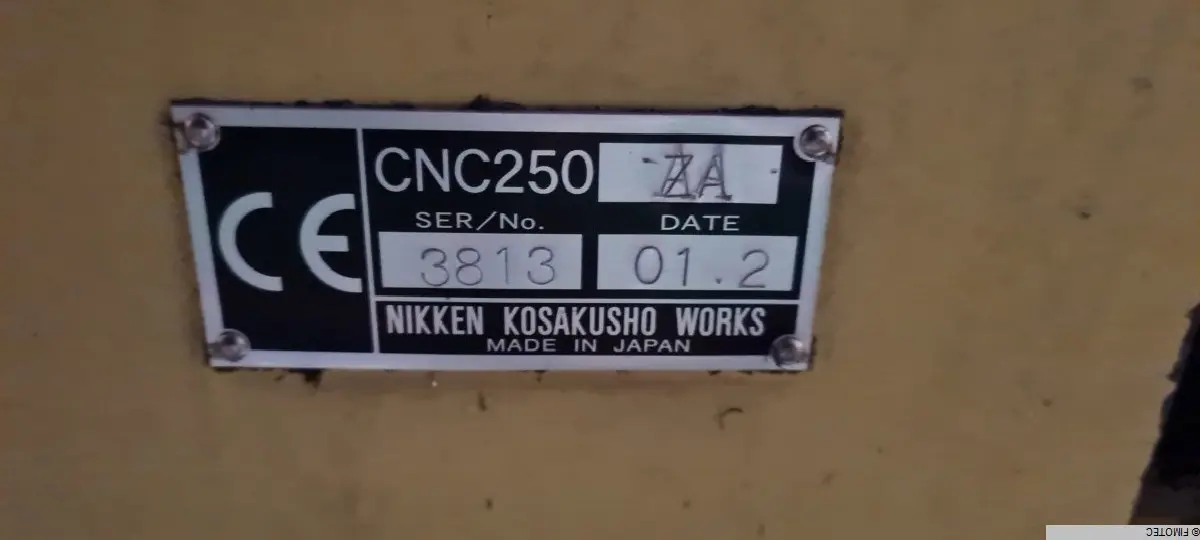 CE
CNC250 ZA
SER/No. DATE
3813 01.2
NIKKEN KOSAKUSHO WORKS
MADE IN JAPAN
© FIMOTEC